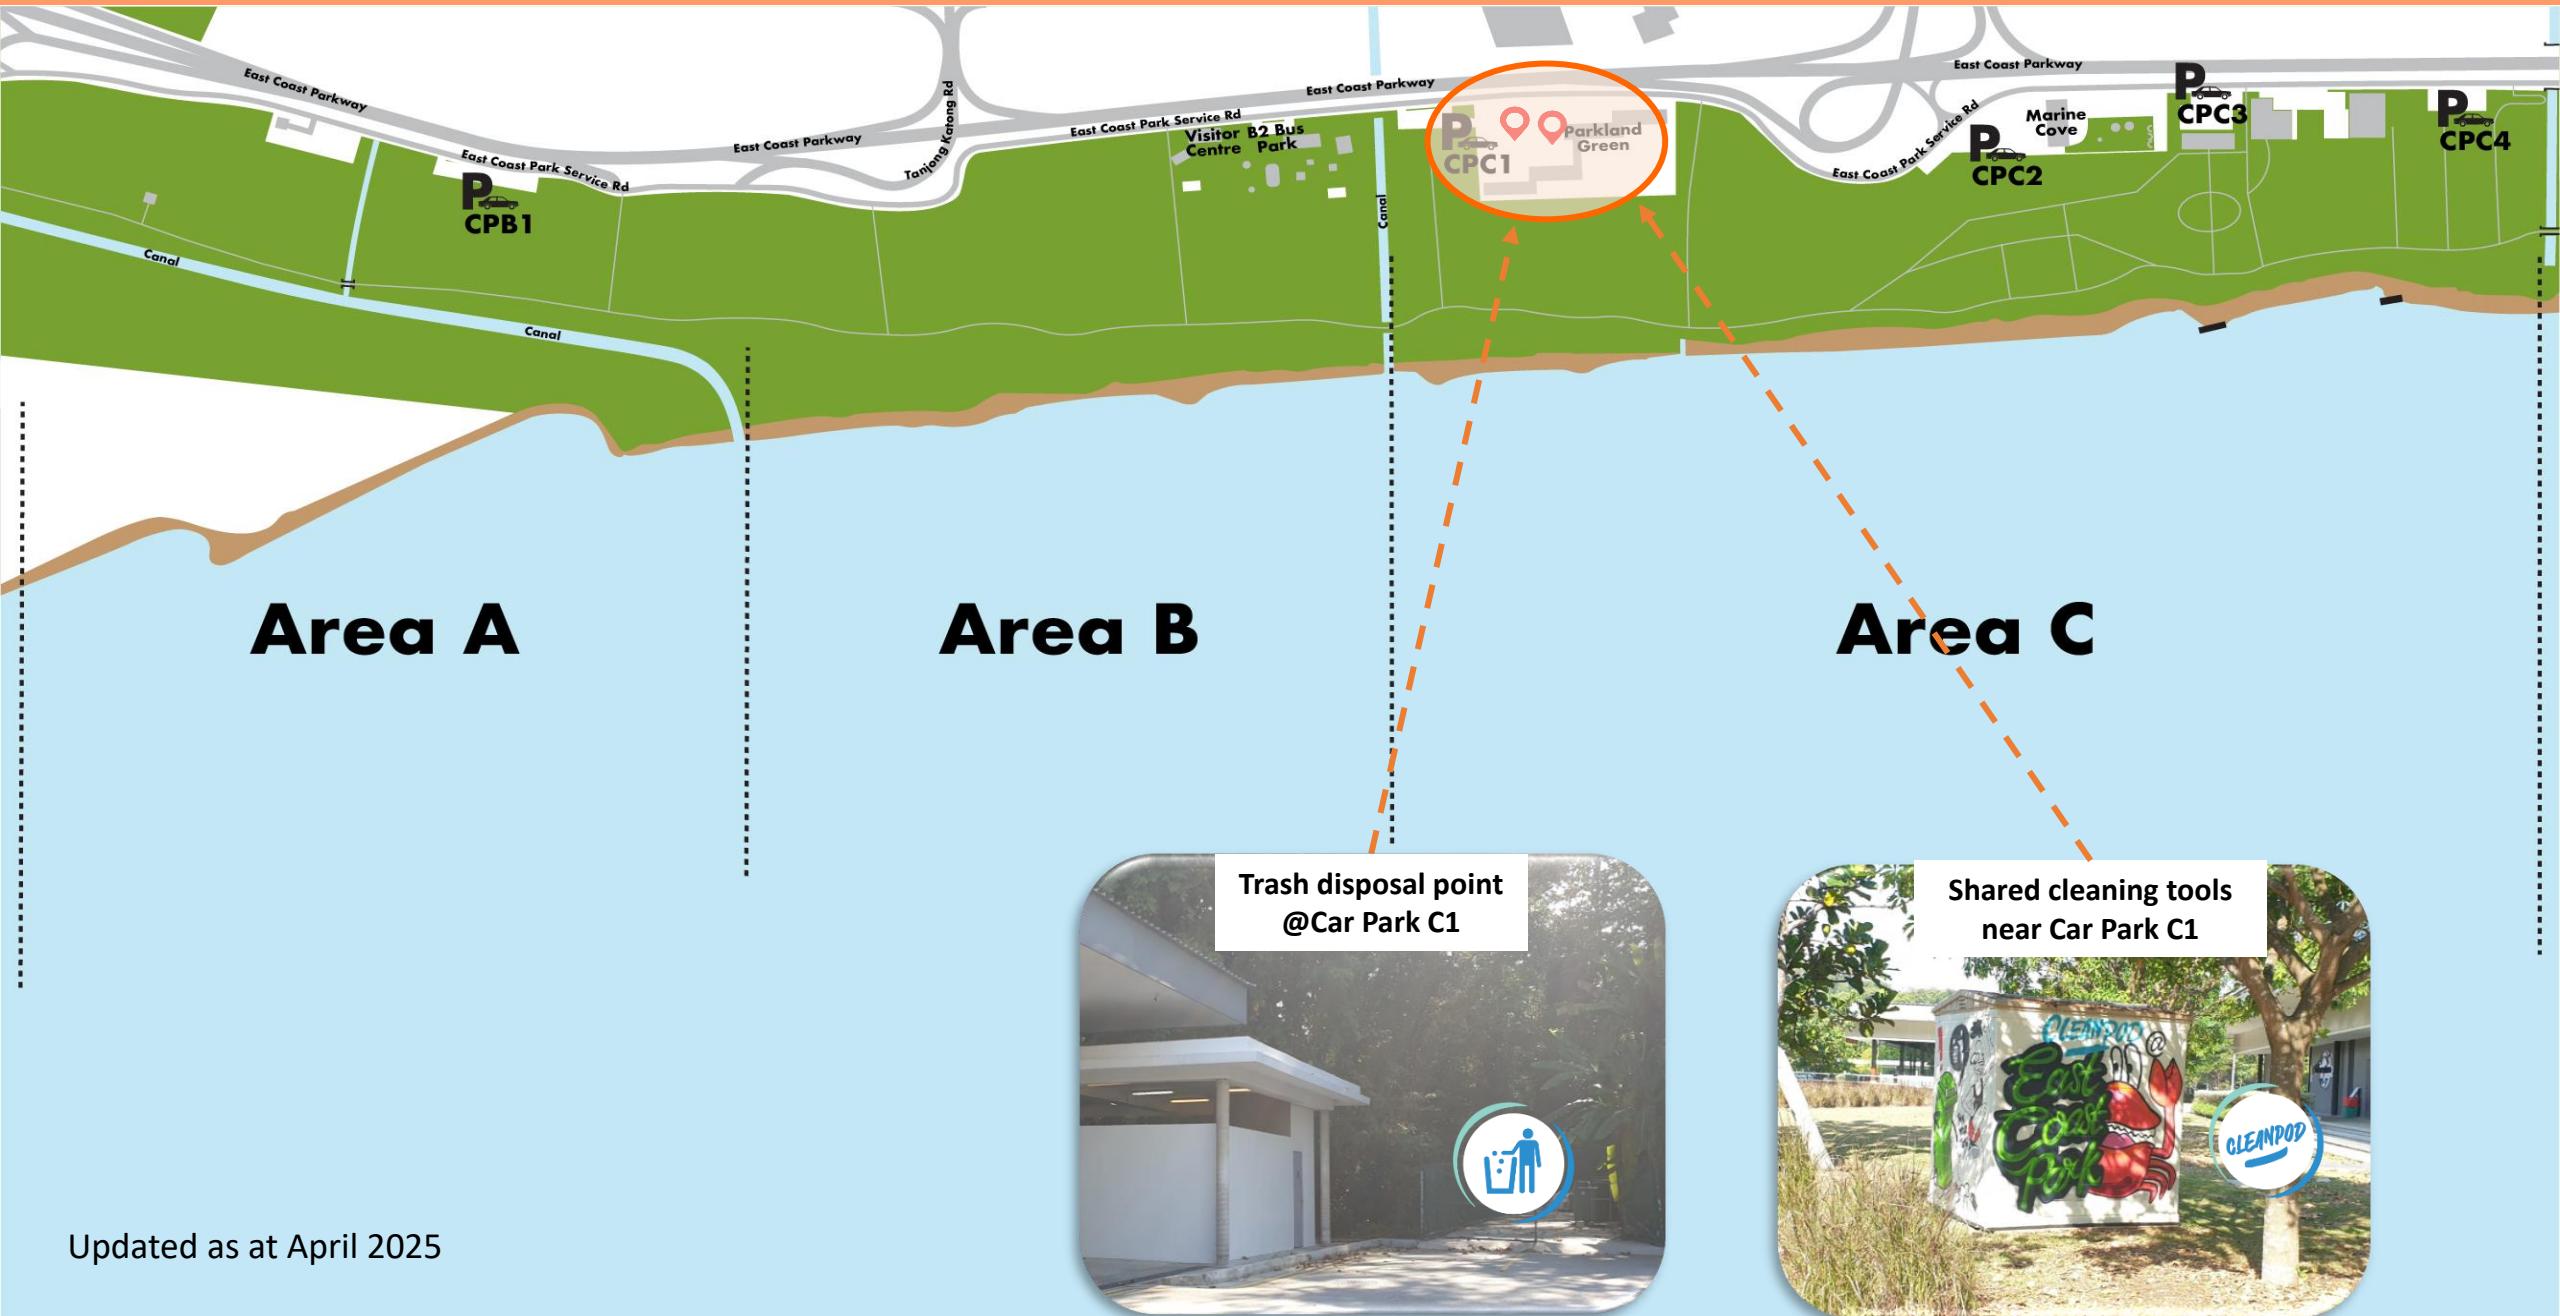 East Coast Parkway
East Coast Park Service Rd
P
CPB1
East Coast Parkway
Tanjong Katong Rd
East Coast Park Service Rd
Visitor
Centre
B2 Bus
Park
East Coast Parkway
Canal
Canal
Canal
P
CPC1
Parkland
Green
East Coast Park Service Rd
East Coast Parkway
P
CPC2
Marine
Cove
P
CPC3
P
CPC4
Area A
Area B
Area C
Trash disposal point
@Car Park C1
Shared cleaning tools
near Car Park C1
CLEANPOD
@
East
Coast
Park
CLEANPOD
Updated as at April 2025